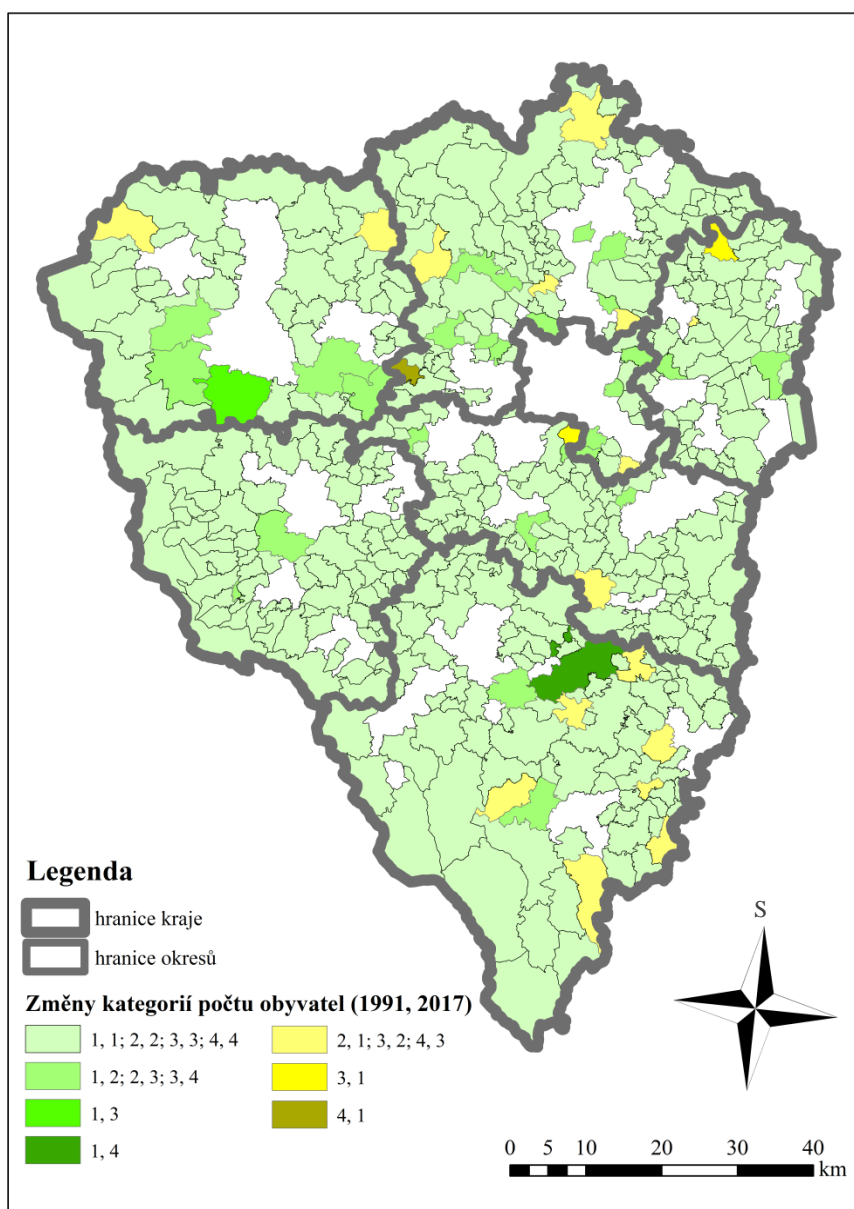 Legenda
hranice kraje
hranice okresů
Změny kategorií počtu obyvatel (1991, 2017)
1, 1; 2, 2; 3, 3; 4, 4
2, 1; 3, 2; 4, 3
1, 2; 2, 3; 3, 4
3, 1
1, 3
4, 1
1, 4
S
0 5 10 20 30 40
km